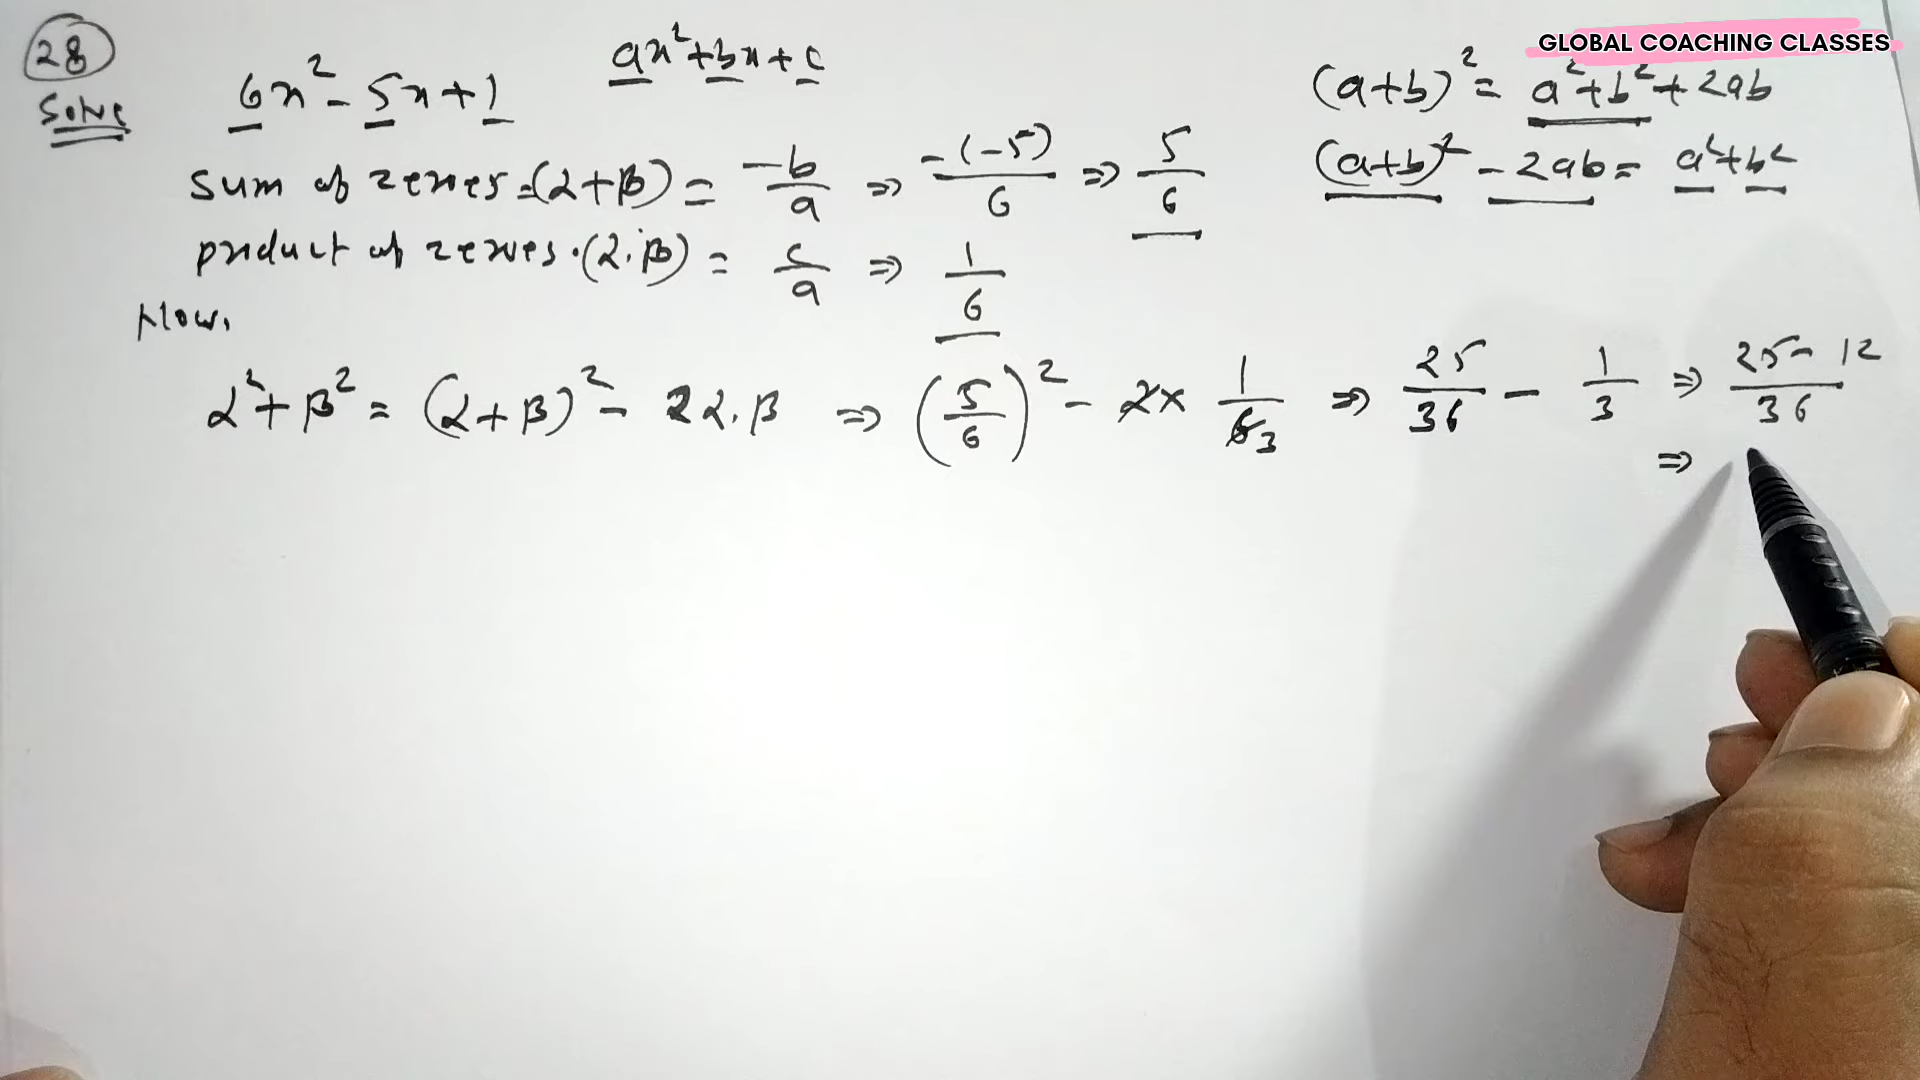 GLOBAL COACHING CLASSES
28
Solve
6x² - 5x + 1
ax² + bx + c
(a+b)² = a² + b² + 2ab
(a+b)² - 2ab = a² + b²
sum of zeroes = (α+β) = -b/a ⇒ -(-5)/6 ⇒ 5/6
product of zeroes · (α.β) = c/a ⇒ 1/6
Now,
α² + β² = (α+β)² - 2α.β ⇒ (5/6)² - 2 × 1/6 3 ⇒ 25/36 - 1/3 ⇒ 25 - 12/36
⇒